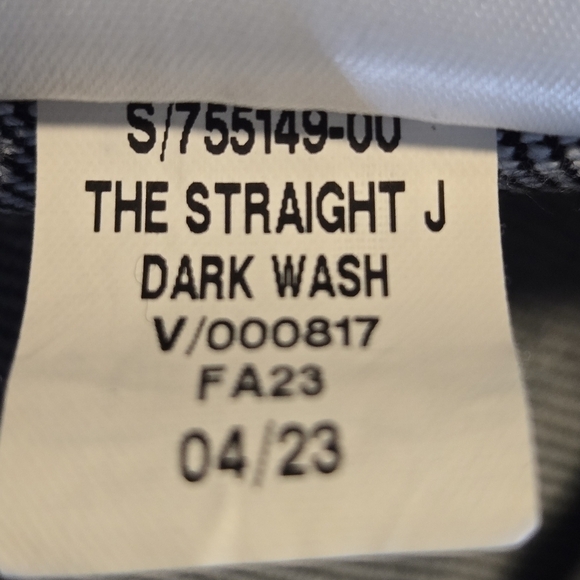 S/755149-00
THE STRAIGHT J
DARK WASH
V/000817
FA23
04/23